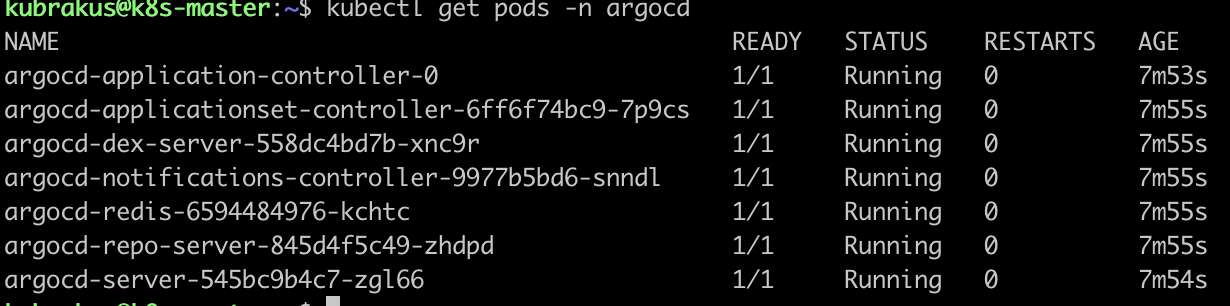 kubrakus@k8s-master:~$ kubectl get pods -n argocd
NAME READY STATUS RESTARTS AGE
argocd-application-controller-0 1/1 Running 0 7m53s
argocd-applicationset-controller-6ff6f74bc9-7p9cs 1/1 Running 0 7m55s
argocd-dex-server-558dc4bd7b-xnc9r 1/1 Running 0 7m55s
argocd-notifications-controller-9977b5bd6-snndl 1/1 Running 0 7m55s
argocd-redis-6594484976-kchtc 1/1 Running 0 7m55s
argocd-repo-server-845d4f5c49-zhdpd 1/1 Running 0 7m55s
argocd-server-545bc9b4c7-zgl66 1/1 Running 0 7m54s